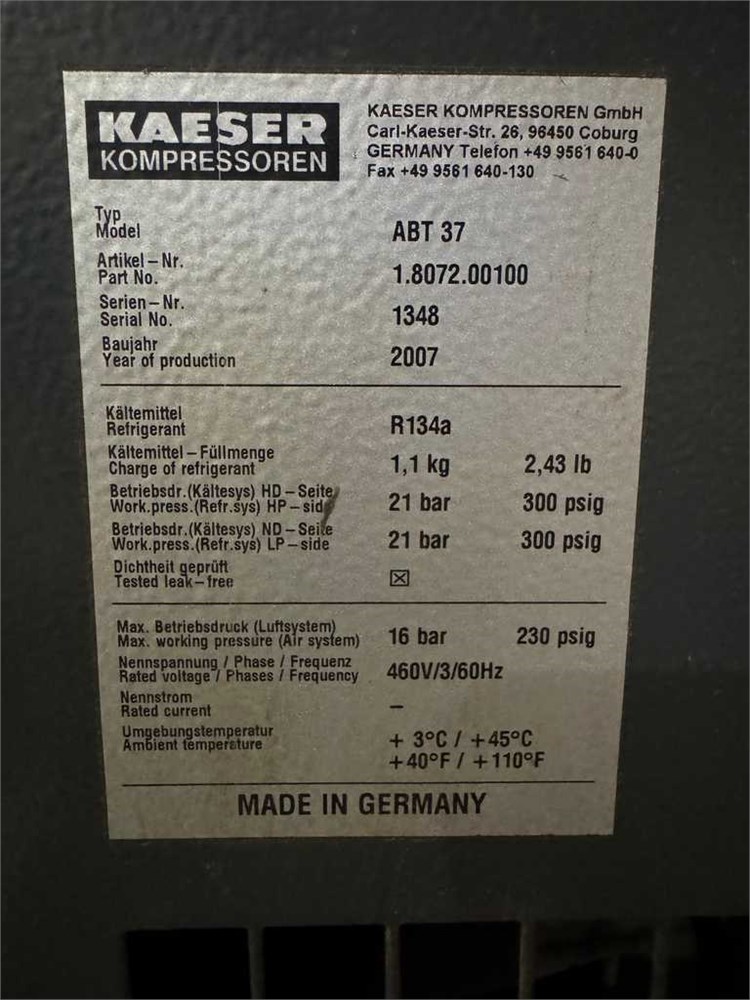 KAESER
KOMPRESSOREN
KAESER KOMPRESSOREN GmbH
Carl-Kaeser-Str. 26, 96450 Coburg
GERMANY Telefon +49 9561 640-0
Fax +49 9561 640-130
Typ
Model ABT 37
Artikel – Nr.
Part No. 1.8072.00100
Serien – Nr.
Serial No. 1348
Baujahr
Year of production 2007
Kältemittel
Refrigerant R134a
Kältemittel – Füllmenge
Charge of refrigerant 1,1 kg 2,43 lb
Betriebsdr.(Kältesys) HD – Seite
Work.press.(Refr.sys) HP – side 21 bar 300 psig
Betriebsdr.(Kältesys) ND – Seite
Work.press.(Refr.sys) LP – side 21 bar 300 psig
Dichtheit geprüft
Tested leak – free ☒
Max. Betriebsdruck (Luftsystem)
Max. working pressure (Air system) 16 bar 230 psig
Nennspannung / Phase / Frequenz
Rated voltage / Phases / Frequency 460V/3/60Hz
Nennstrom
Rated current –
Umgebungstemperatur
Ambient temperature + 3°C / +45°C
+40°F / +110°F
MADE IN GERMANY